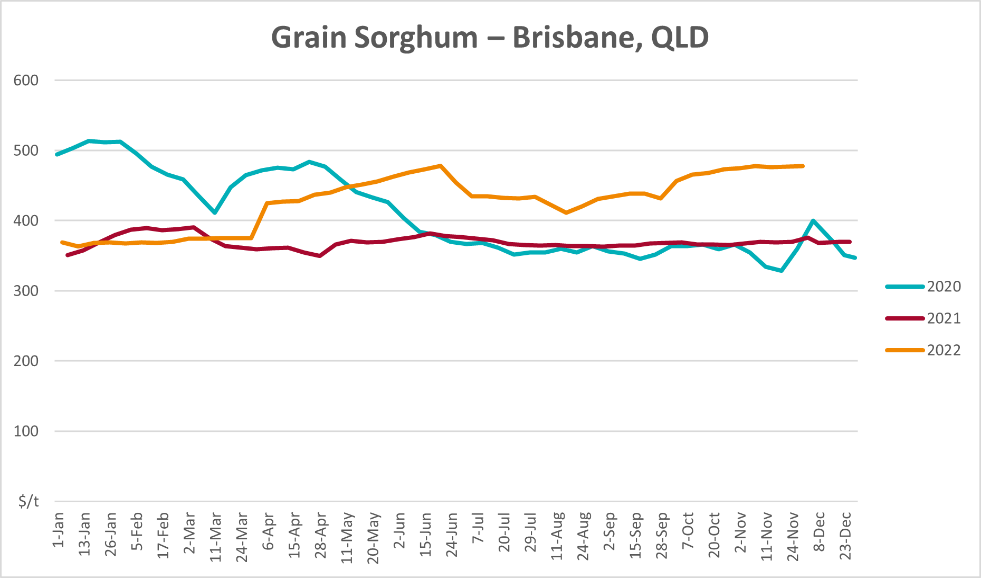 Grain Sorghum – Brisbane, QLD
600
500
400
300
200
100
$/t
1-Jan
13-Jan
26-Jan
5-Feb
17-Feb
2-Mar
11-Mar
24-Mar
6-Apr
15-Apr
28-Apr
11-May
20-May
2-Jun
15-Jun
24-Jun
7-Jul
20-Jul
29-Jul
11-Aug
24-Aug
2-Sep
15-Sep
28-Sep
7-Oct
20-Oct
2-Nov
11-Nov
24-Nov
8-Dec
23-Dec
2020
2021
2022